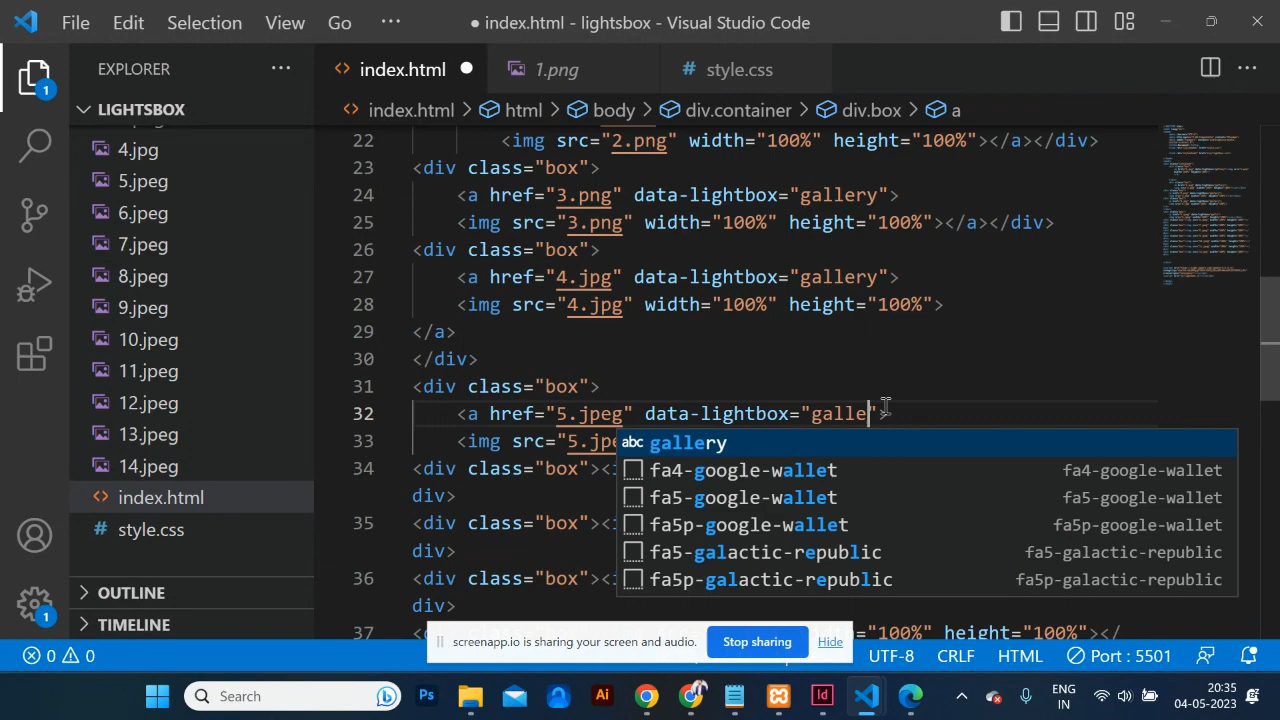 File Edit Selection View Go ··· ● index.html - lightsbox - Visual Studio Code
EXPLORER ···
index.html ● 1.png # style.css ···
1
LIGHTSBOX
index.html > html > body > div.container > div.box > a
4.jpg
5.jpeg
6.jpeg
7.jpeg
8.jpeg
9.jpeg
10.jpeg
11.jpeg
12.jpeg
13.jpeg
14.jpeg
<> index.html
# style.css
OUTLINE
TIMELINE
1
22 <img src="2.png" width="100%" height="100%"></a></div>
23 <div class="box">
24 <a href="3.png" data-lightbox="gallery">
25 <img src="3.png" width="100%" height="100%"></a></div>
26 <div class="box">
27 <a href="4.jpg" data-lightbox="gallery">
28 <img src="4.jpg" width="100%" height="100%">
29 </a>
30 </div>
31 <div class="box">
32 <a href="5.jpeg" data-lightbox="galle">
33 <img src="5.jpe
34 <div class="box"><i
div>
35 <div class="box"><i
div>
36 <div class="box"><i
div>
37 "100%" height="100%"></
abc gallery
fa4-google-wallet fa4-google-wallet
fa5-google-wallet fa5-google-wallet
fa5p-google-wallet fa5p-google-wallet
fa5-galactic-republic fa5-galactic-republic
fa5p-galactic-republic fa5p-galactic-republic
screenapp.io is sharing your screen and audio. Stop sharing Hide
0 0 UTF-8 CRLF HTML Port : 5501
Search Ps Ai Id ENG
IN
20:35
04-05-2023